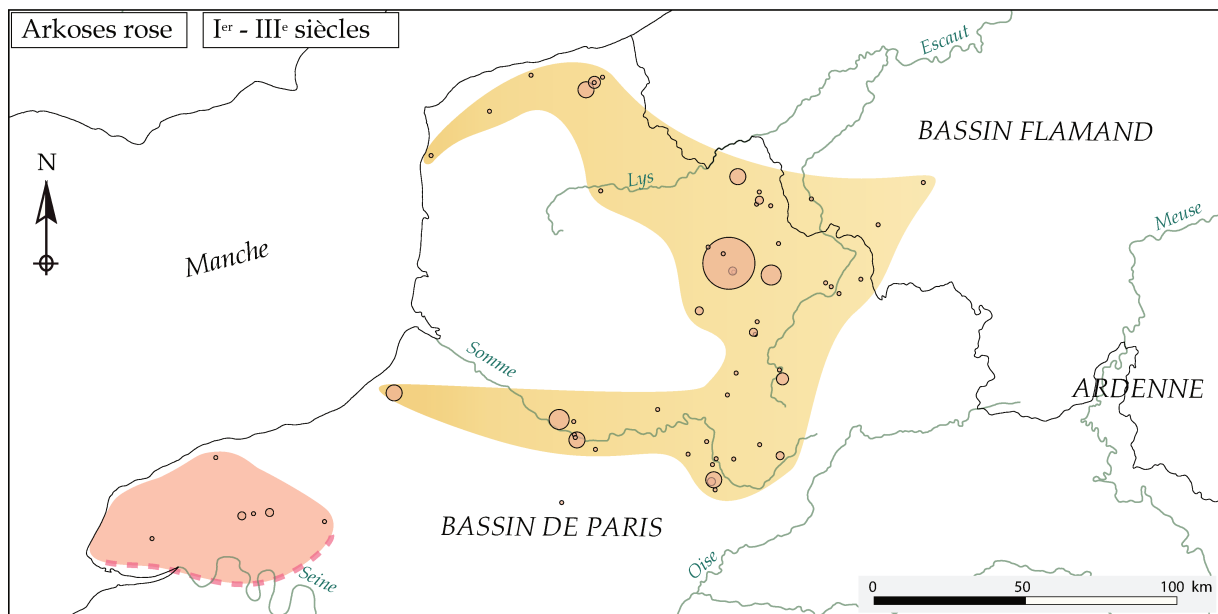 Arkoses rose
Iᵉʳ - IIIᵉ siècles
Escaut
BASSIN FLAMAND
N
Lys
Meuse
Manche
Somme
ARDENNE
BASSIN DE PARIS
Oise
Seine
0 50 100 km